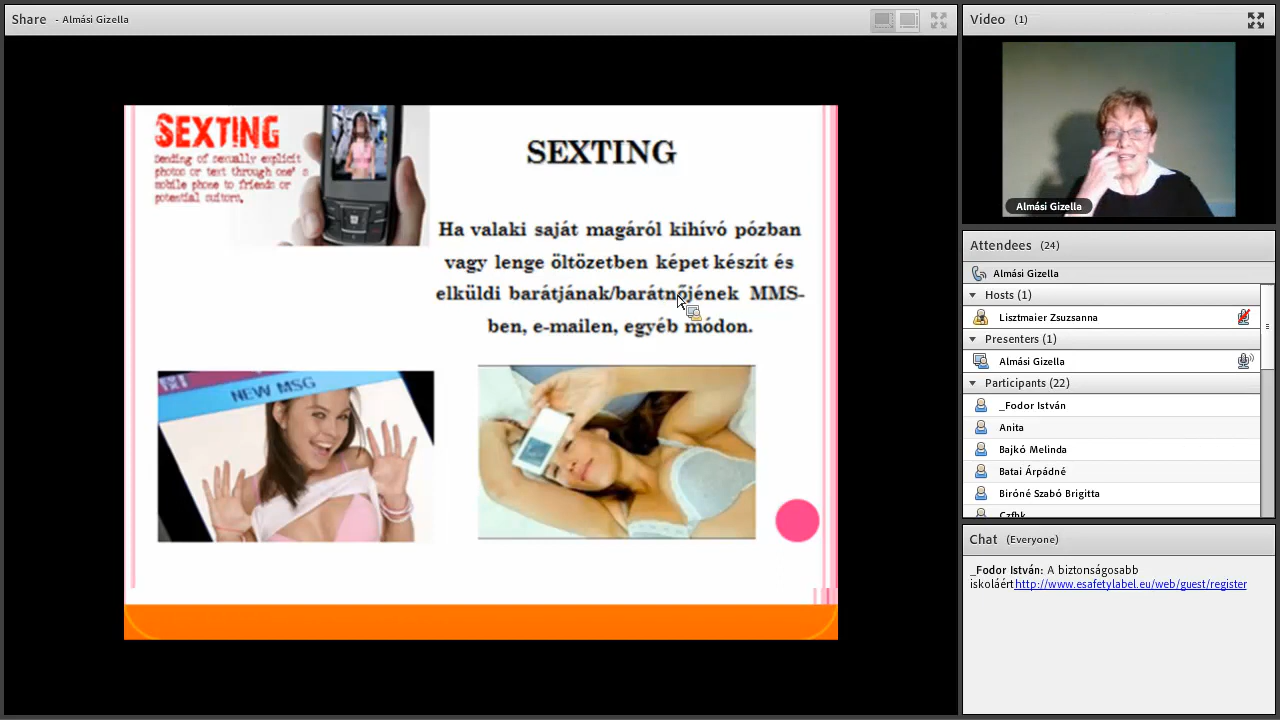 Share - Almási Gizella
SEXTING
sending of sexually explicit
photos or text through one's
mobile phone to friends or
potential suitors.
SEXTING
Ha valaki saját magáról kihívó pózban
vagy lenge öltözetben képet készít és
elküldi barátjának/barátnőjének MMS-
ben, e-mailen, egyéb módon.
NEW MSG
Video (1)
Almási Gizella
Attendees (24)
Almási Gizella
Hosts (1)
Lisztmaier Zsuzsanna
Presenters (1)
Almási Gizella
Participants (22)
_Fodor István
Anita
Bajkó Melinda
Batai Árpádné
Biróné Szabó Brigitta
Chat (Everyone)
_Fodor István: A biztonságosabb
iskoláért http://www.esafetylabel.eu/web/guest/register